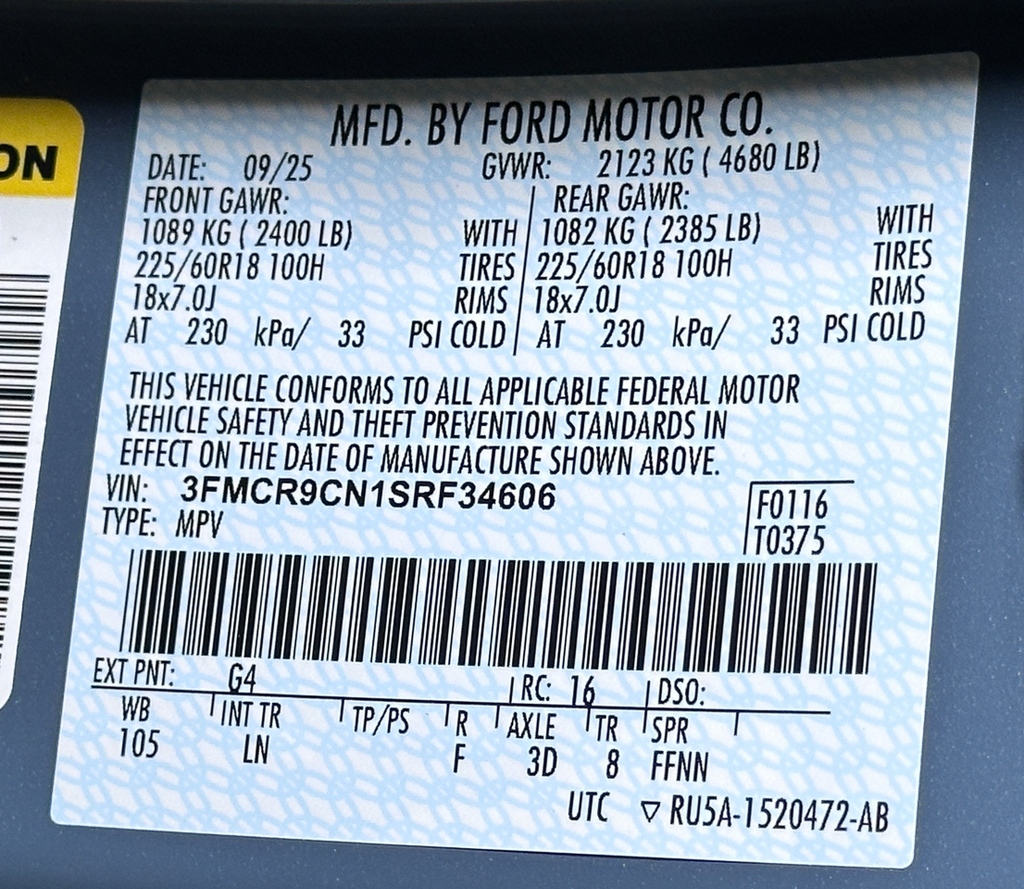 ON
MFD. BY FORD MOTOR CO.
DATE: 09/25 GVWR: 2123 KG ( 4680 LB)
FRONT GAWR: REAR GAWR:
1089 KG ( 2400 LB) WITH 1082 KG ( 2385 LB) WITH
225/60R18 100H TIRES 225/60R18 100H TIRES
18x7.0J RIMS 18x7.0J RIMS
AT 230 kPa/ 33 PSI COLD AT 230 kPa/ 33 PSI COLD
THIS VEHICLE CONFORMS TO ALL APPLICABLE FEDERAL MOTOR
VEHICLE SAFETY AND THEFT PREVENTION STANDARDS IN
EFFECT ON THE DATE OF MANUFACTURE SHOWN ABOVE.
VIN: 3FMCR9CN1SRF34606 F0116
TYPE: MPV T0375
EXT PNT: G4 RC: 16 DSO:
WB INT TR TP/PS R AXLE TR SPR
105 LN F 3D 8 FFNN
UTC ▽ RU5A-1520472-AB